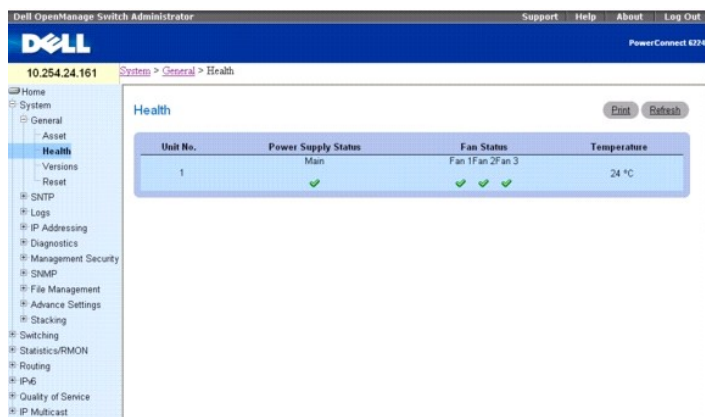 Dell OpenManage Switch Administrator
Support Help About Log Out
DELL
PowerConnect 6224
10.254.24.161
System > General > Health
Home
System
General
Asset
Health
Versions
Reset
SNTP
Logs
IP Addressing
Diagnostics
Management Security
SNMP
File Management
Advance Settings
Stacking
Switching
Statistics/RMON
Routing
IPv6
Quality of Service
IP Multicast
Health
Print Refresh
Unit No. Power Supply Status Fan Status Temperature
Main Fan 1Fan 2Fan 3
1 24 °C